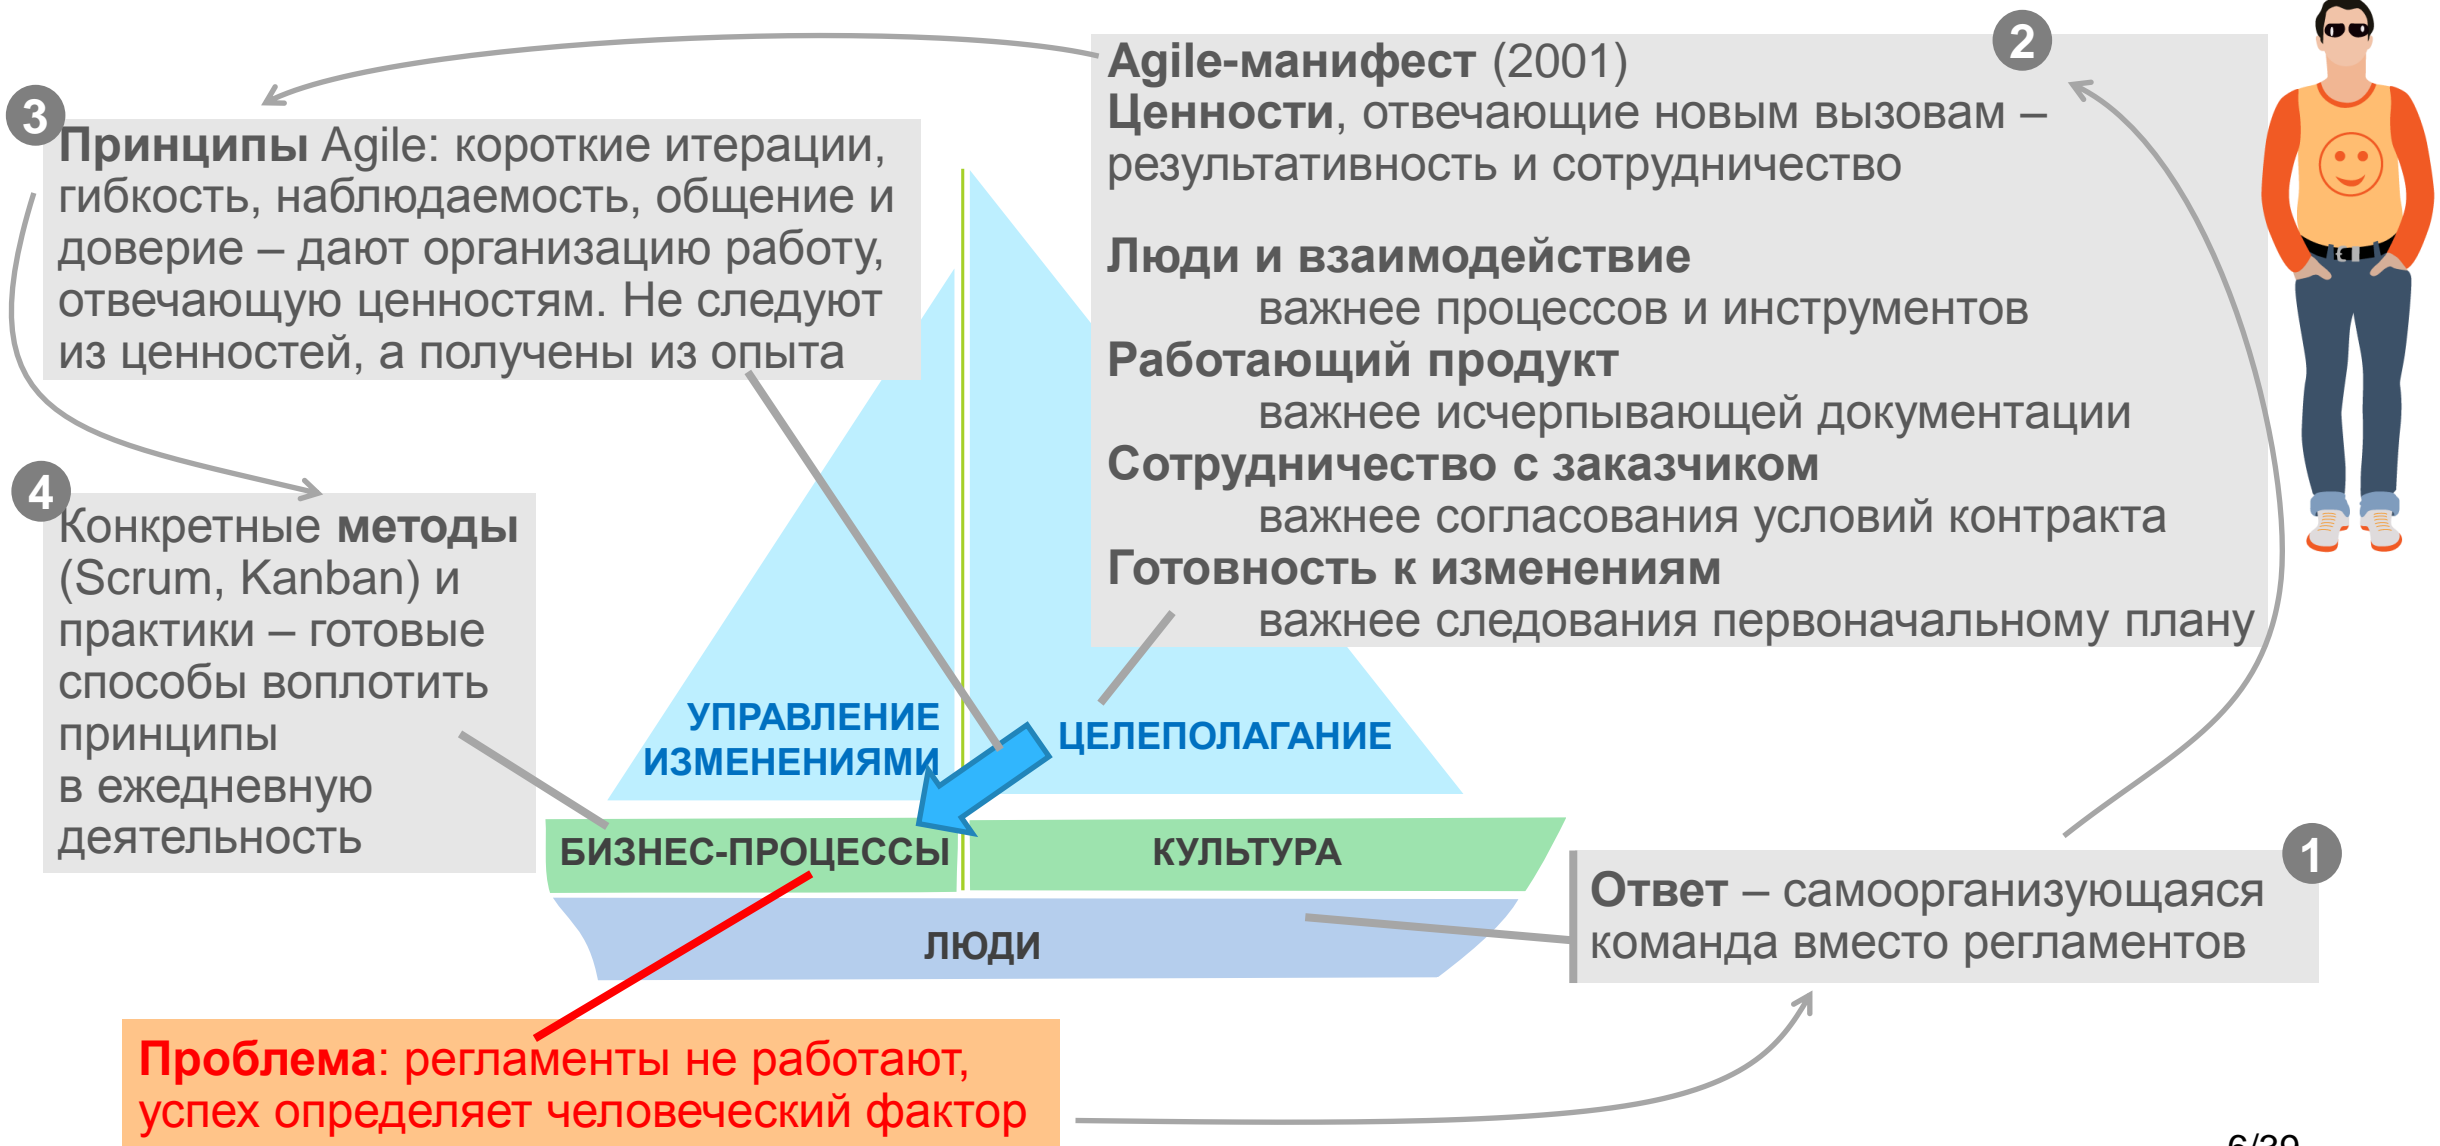 2
Agile-манифест (2001)
Ценности, отвечающие новым вызовам –
результативность и сотрудничество
Люди и взаимодействие
важнее процессов и инструментов
Работающий продукт
важнее исчерпывающей документации
Сотрудничество с заказчиком
важнее согласования условий контракта
Готовность к изменениям
важнее следования первоначальному плану
3
Принципы Agile: короткие итерации,
гибкость, наблюдаемость, общение и
доверие – дают организацию работу,
отвечающую ценностям. Не следуют
из ценностей, а получены из опыта
4
Конкретные методы
(Scrum, Kanban) и
практики – готовые
способы воплотить
принципы
в ежедневную
деятельность
УПРАВЛЕНИЕ
ИЗМЕНЕНИЯМИ
ЦЕЛЕПОЛАГАНИЕ
БИЗНЕС-ПРОЦЕССЫ
КУЛЬТУРА
ЛЮДИ
1
Ответ – самоорганизующаяся
команда вместо регламентов
Проблема: регламенты не работают,
успех определяет человеческий фактор
6/39